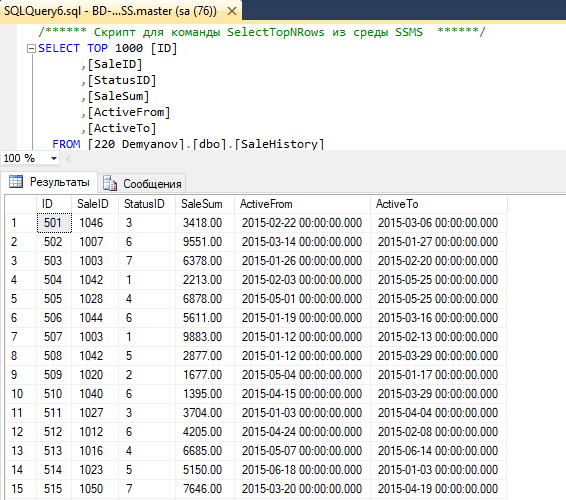 SQLQuery6.sql - BD-...SS.master (sa (76))
/****** Скрипт для команды SelectTopNRows из среды SSMS ******/
SELECT TOP 1000 [ID]
,[SaleID]
,[StatusID]
,[SaleSum]
,[ActiveFrom]
,[ActiveTo]
FROM [220 Demyanov].[dbo].[SaleHistory]
100 %
Результаты Сообщения
ID SaleID StatusID SaleSum ActiveFrom ActiveTo
1 501 1046 3 3418.00 2015-02-22 00:00:00.000 2015-03-06 00:00:00.000
2 502 1007 6 9551.00 2015-03-14 00:00:00.000 2015-01-27 00:00:00.000
3 503 1003 7 6378.00 2015-01-26 00:00:00.000 2015-02-20 00:00:00.000
4 504 1042 1 2213.00 2015-02-03 00:00:00.000 2015-05-25 00:00:00.000
5 505 1028 4 6878.00 2015-05-01 00:00:00.000 2015-05-25 00:00:00.000
6 506 1044 6 5611.00 2015-01-19 00:00:00.000 2015-03-16 00:00:00.000
7 507 1003 1 9883.00 2015-01-12 00:00:00.000 2015-02-13 00:00:00.000
8 508 1042 5 2877.00 2015-01-12 00:00:00.000 2015-03-29 00:00:00.000
9 509 1020 2 1677.00 2015-05-04 00:00:00.000 2015-01-17 00:00:00.000
10 510 1040 6 1395.00 2015-04-15 00:00:00.000 2015-03-29 00:00:00.000
11 511 1027 3 3704.00 2015-01-03 00:00:00.000 2015-04-04 00:00:00.000
12 512 1012 6 4205.00 2015-04-24 00:00:00.000 2015-02-08 00:00:00.000
13 513 1016 4 6685.00 2015-05-07 00:00:00.000 2015-06-14 00:00:00.000
14 514 1023 5 5150.00 2015-06-18 00:00:00.000 2015-01-03 00:00:00.000
15 515 1050 7 7646.00 2015-03-20 00:00:00.000 2015-04-19 00:00:00.000